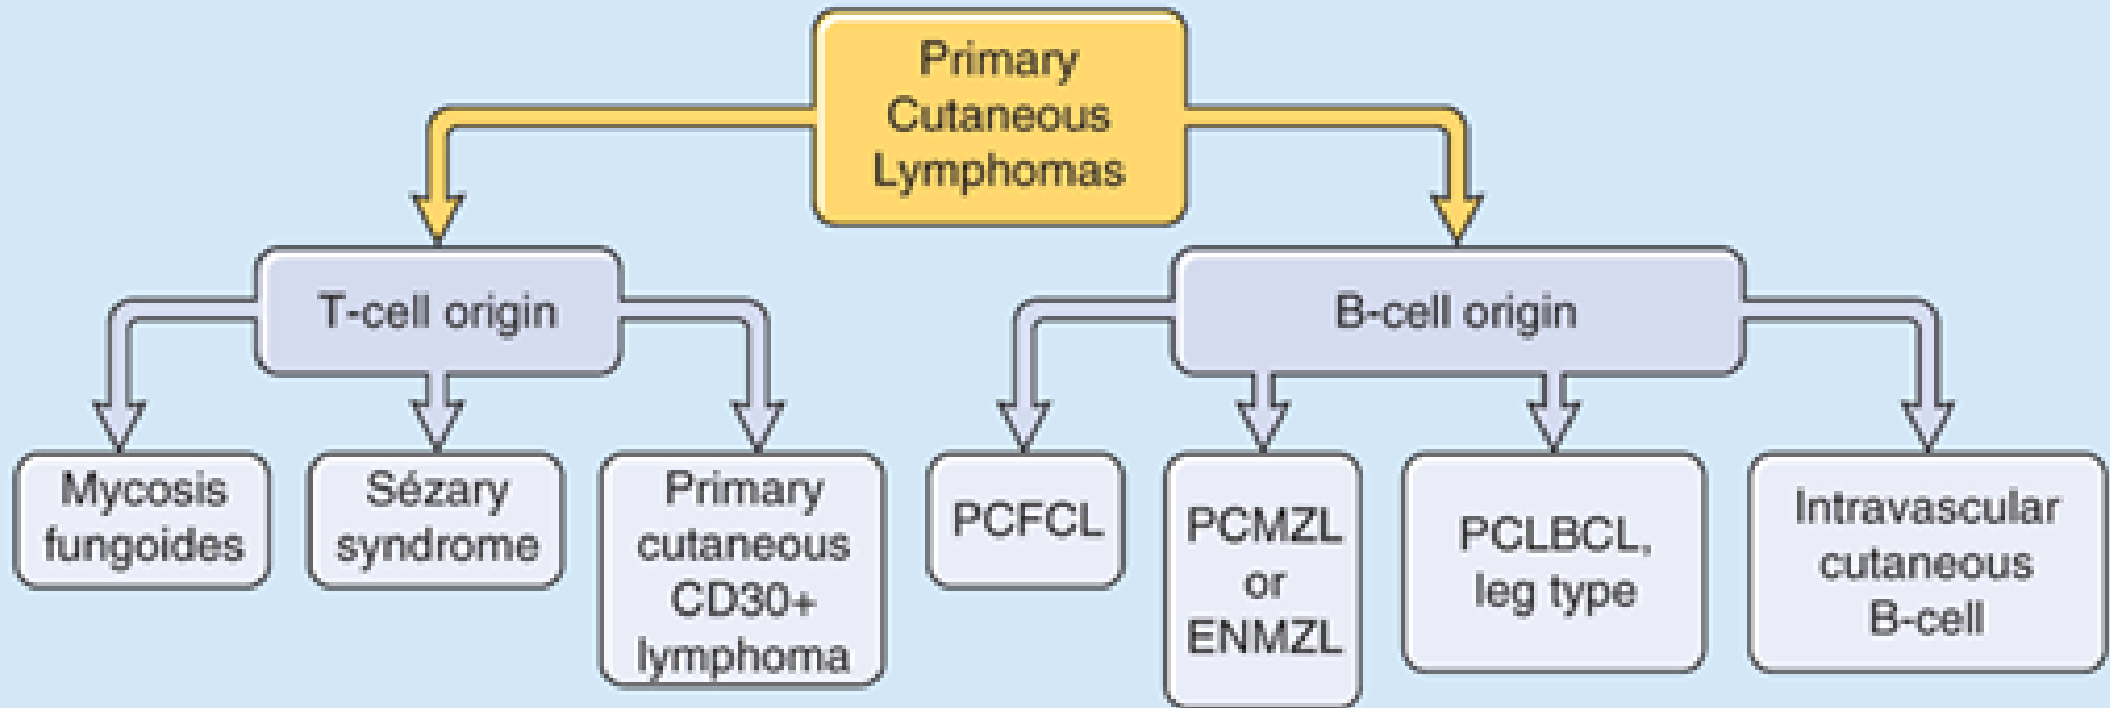 Primary
Cutaneous
Lymphomas
T-cell origin
B-cell origin
Mycosis
fungoides
Sézary
syndrome
Primary
cutaneous
CD30+
lymphoma
PCFCL
PCMZL
or
ENMZL
PCLBCL,
leg type
Intravascular
cutaneous
B-cell